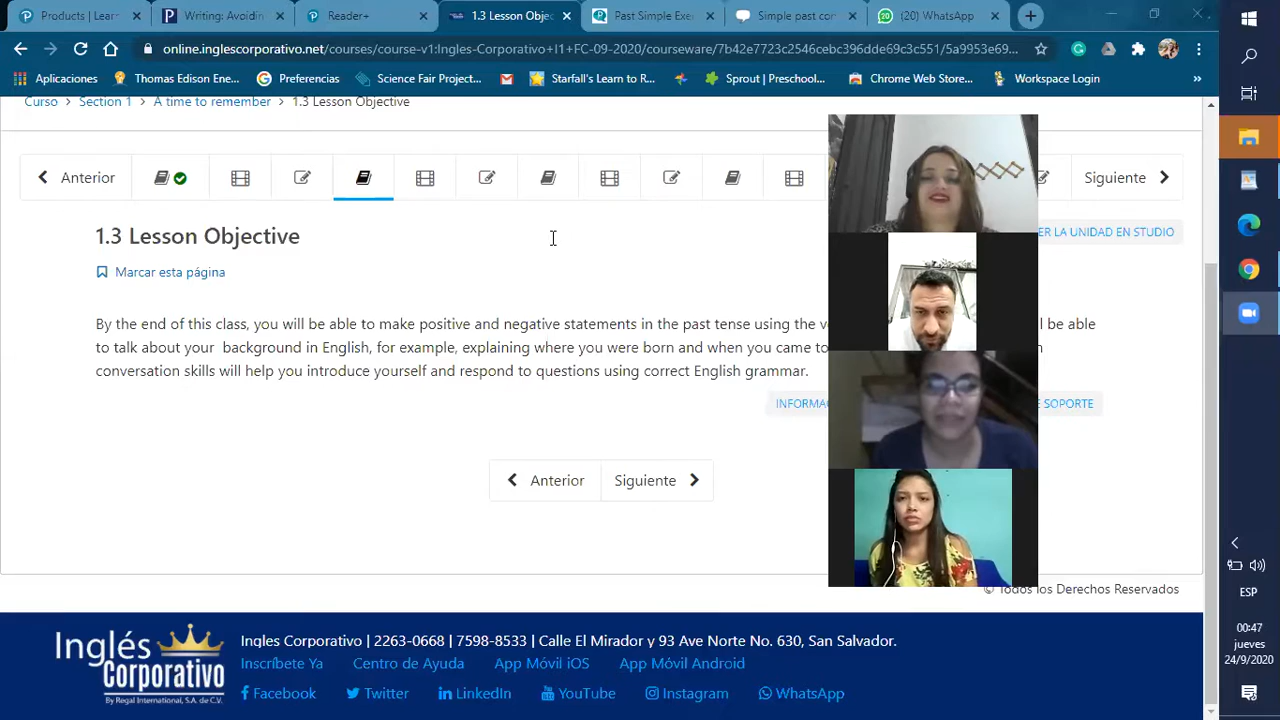 Products | Learn
Writing: Avoidin
Reader+
1.3 Lesson Objec
Past Simple Exe
Simple past con
(20) WhatsApp
online.inglescorporativo.net/courses/course-v1:Ingles-Corporativo+I1+FC-09-2020/courseware/7b42e7723c2546cebc396dde69c3c551/5a9953e69...
Aplicaciones
Thomas Edison Ene...
Preferencias
Science Fair Project...
Starfall's Learn to R...
Sprout | Preschool...
Chrome Web Store...
Workspace Login
»
Curso > Section 1 > A time to remember > 1.3 Lesson Objective
Anterior
Siguiente
1.3 Lesson Objective
ER LA UNIDAD EN STUDIO
Marcar esta página
By the end of this class, you will be able to make positive and negative statements in the past tense using the v l be able
to talk about your background in English, for example, explaining where you were born and when you came to n
conversation skills will help you introduce yourself and respond to questions using correct English grammar.
INFORMA E SOPORTE
Anterior
Siguiente
© Todos los Derechos Reservados
Inglés
Corporativo
By Regal International, S.A. de C.V.
Ingles Corporativo | 2263-0668 | 7598-8533 | Calle El Mirador y 93 Ave Norte No. 630, San Salvador.
Inscríbete Ya Centro de Ayuda App Móvil iOS App Móvil Android
Facebook Twitter LinkedIn YouTube Instagram WhatsApp
ESP
00:47
jueves
24/9/2020